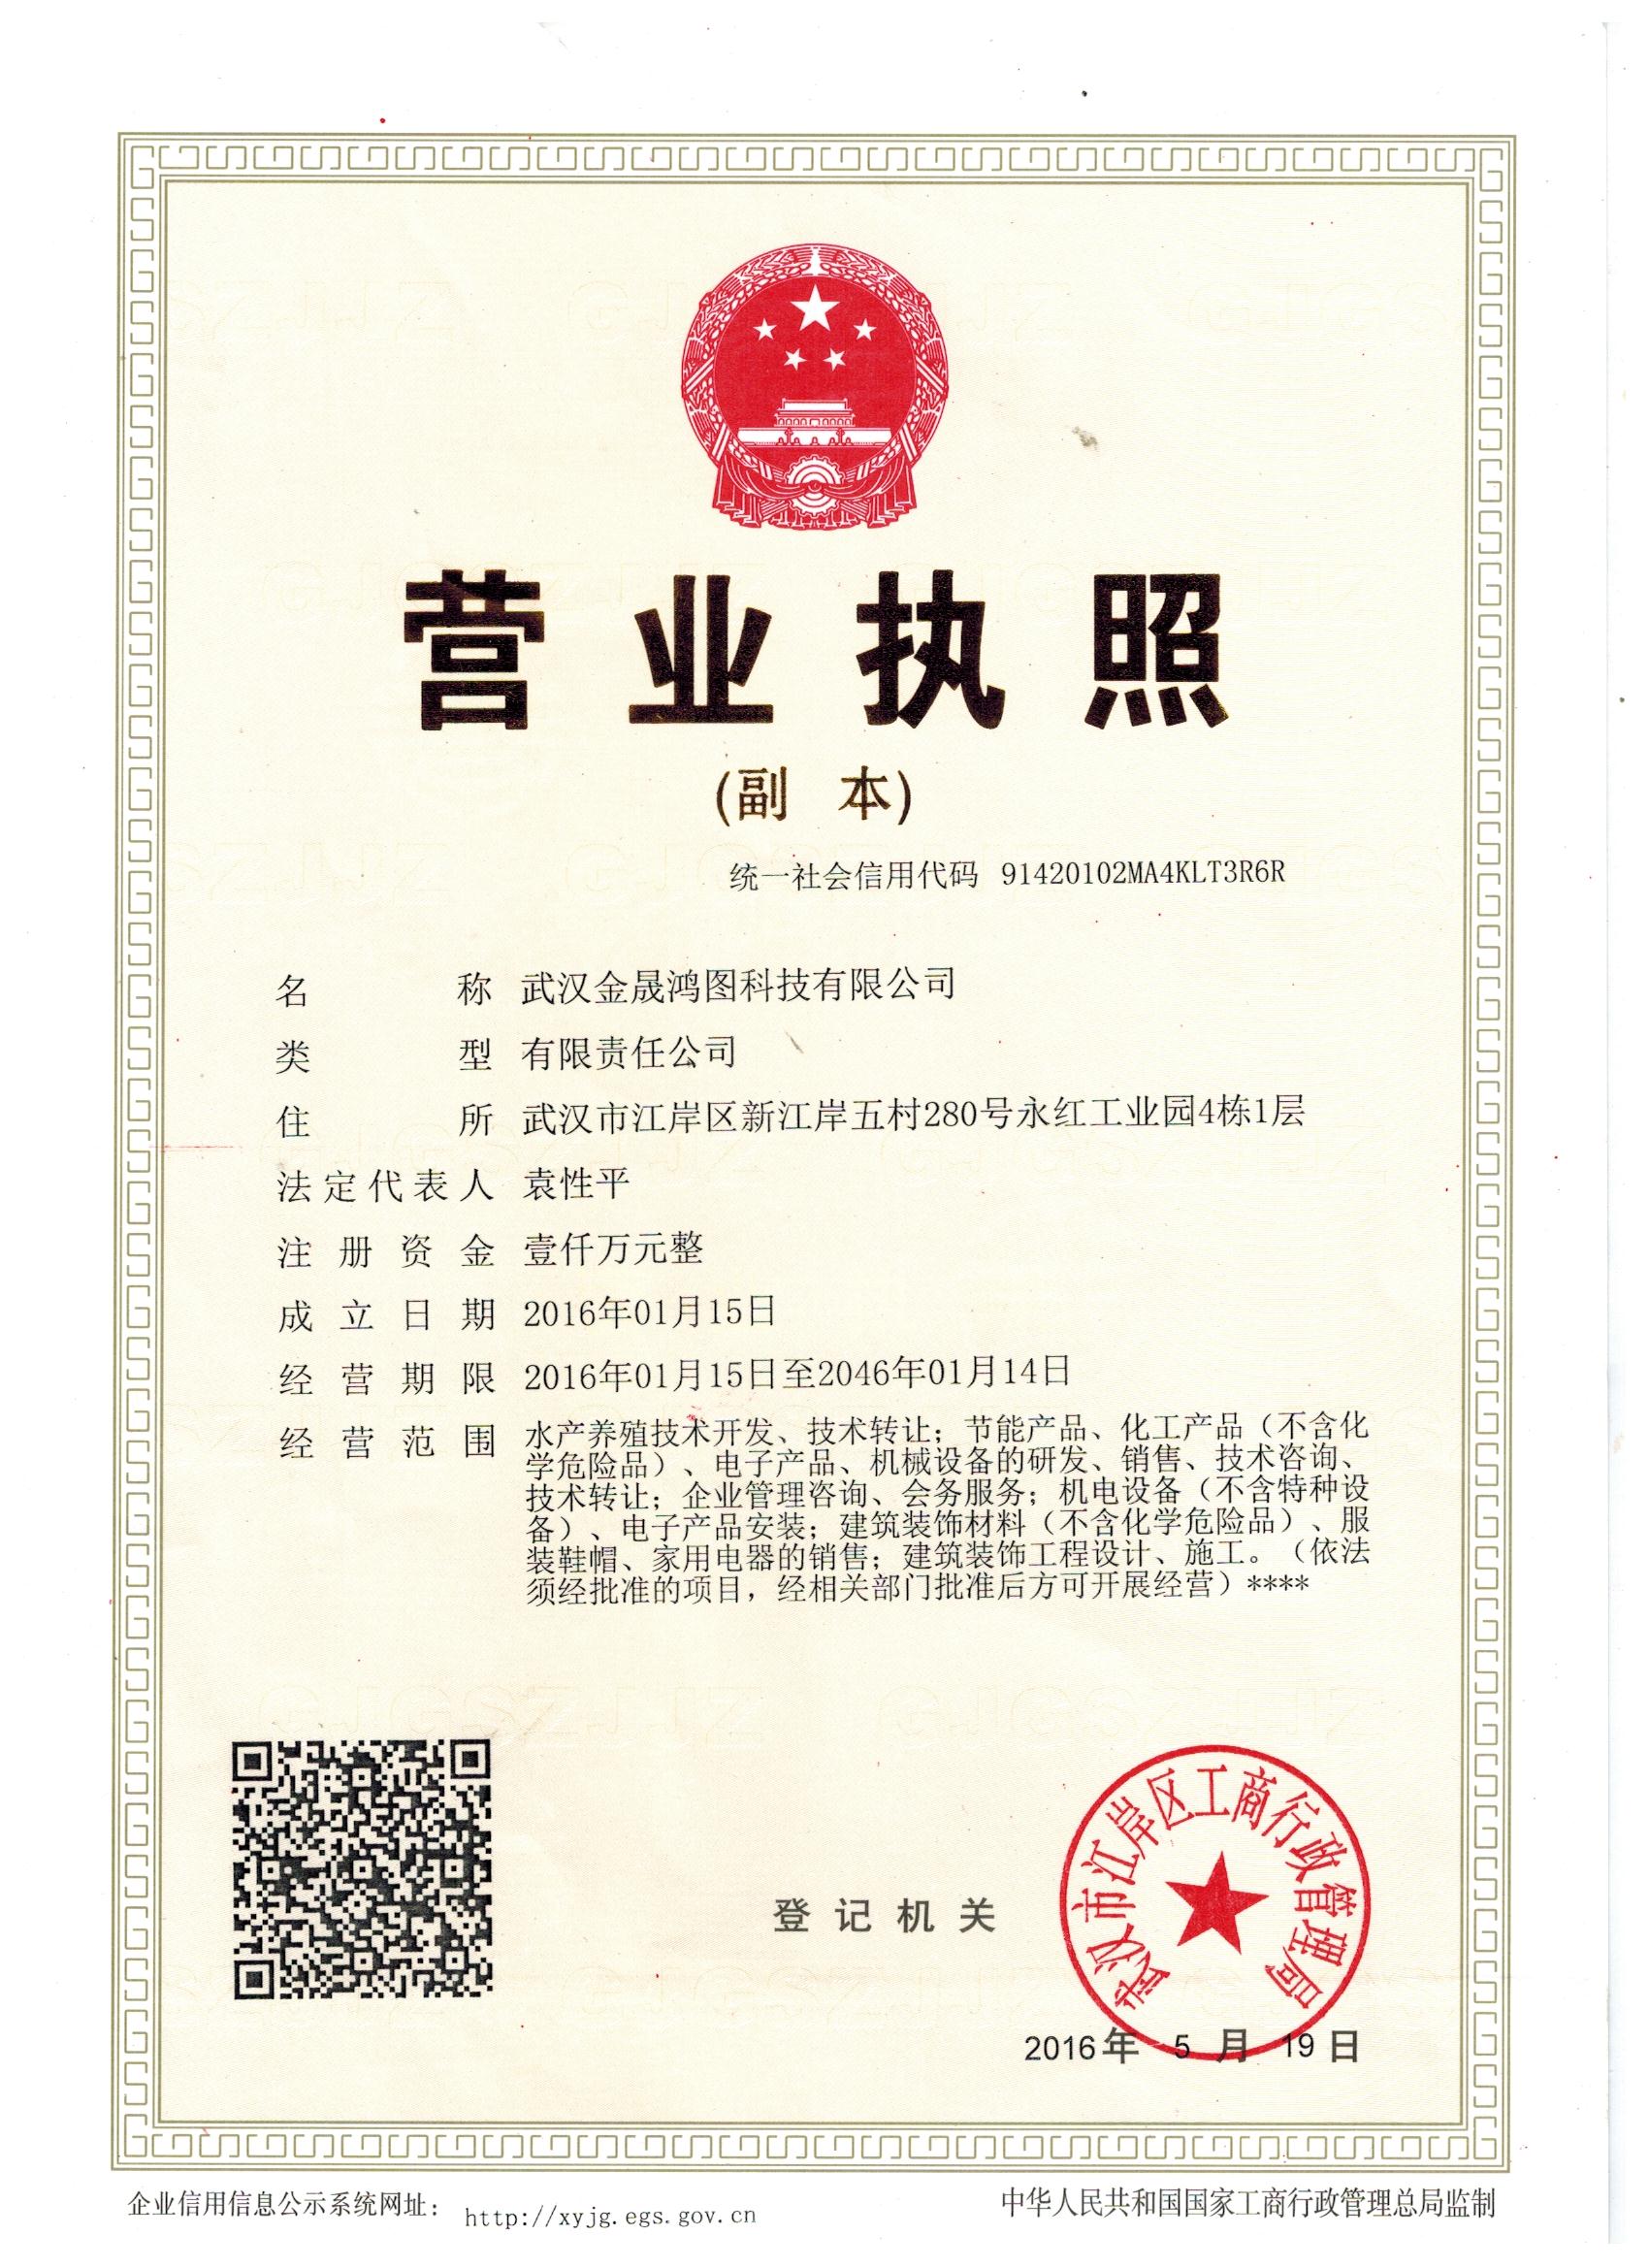 营业执照
(副 本)
统一社会信用代码 91420102MA4KLT3R6R
名称 武汉金晟鸿图科技有限公司
类型 有限责任公司
住所 武汉市江岸区新江岸五村280号永红工业园4栋1层
法定代表人 袁性平
注册资金 壹仟万元整
成立日期 2016年01月15日
经营期限 2016年01月15日至2046年01月14日
经营范围 水产养殖技术开发、技术转让；节能产品、化工产品（不含化
学危险品）、电子产品、机械设备的研发、销售、技术咨询、
技术转让；企业管理咨询、会务服务；机电设备（不含特种设
备）、电子产品安装；建筑装饰材料（不含化学危险品）、服
装鞋帽、家用电器的销售；建筑装饰工程设计、施工。（依法
须经批准的项目，经相关部门批准后方可开展经营）****
武汉市江岸区工商行政管理局
登记机关
2016年 5 月 19 日
企业信用信息公示系统网址： http://xyjg.egs.gov.cn
中华人民共和国国家工商行政管理总局监制